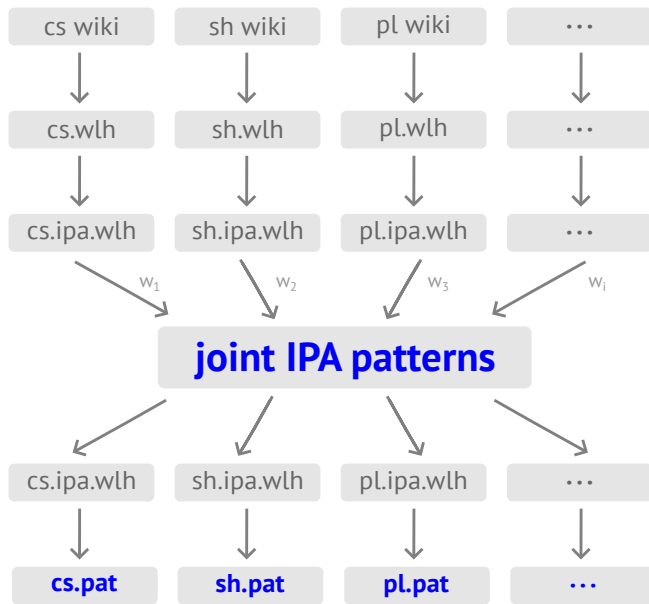 cs wiki sh wiki pl wiki ...
cs.wlh sh.wlh pl.wlh ...
cs.ipa.wlh sh.ipa.wlh pl.ipa.wlh ...
w₁ w₂ w₃ wᵢ
joint IPA patterns
cs.ipa.wlh sh.ipa.wlh pl.ipa.wlh ...
cs.pat sh.pat pl.pat ...